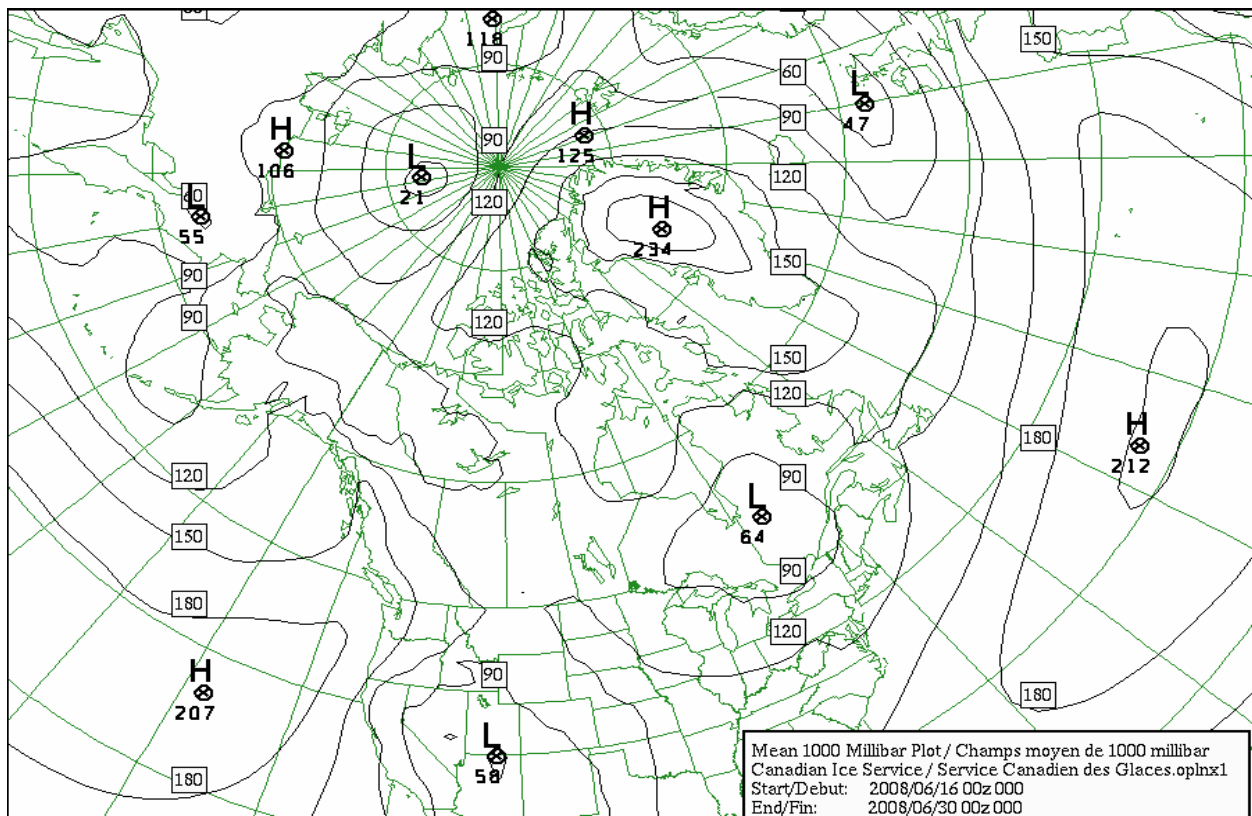 60
150
118
90
60
L
47
90
H
106
L
21
90
H
125
120
L
55
120
H
234
90
150
90
120
150
120
H
212
180
120
90
L
64
150
90
180
120
H
207
90
180
L
58
180
Mean 1000 Millibar Plot / Champs moyen de 1000 millibar
Canadian Ice Service / Service Canadien des Glaces.oplnx1
Start/Debut: 2008/06/16 00z 000
End/Fin: 2008/06/30 00z 000